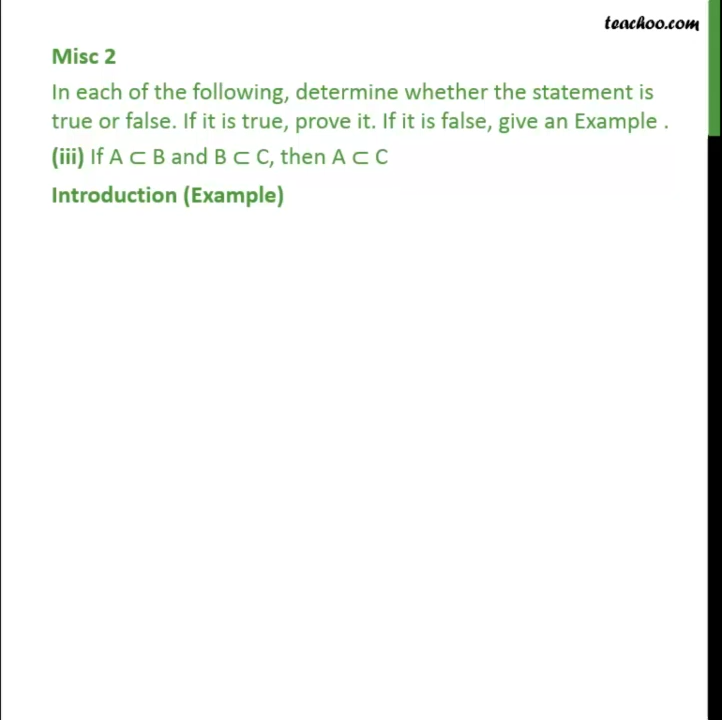 teachoo.com
Misc 2
In each of the following, determine whether the statement is
true or false. If it is true, prove it. If it is false, give an Example .
(iii) If A ⊂ B and B ⊂ C, then A ⊂ C
Introduction (Example)